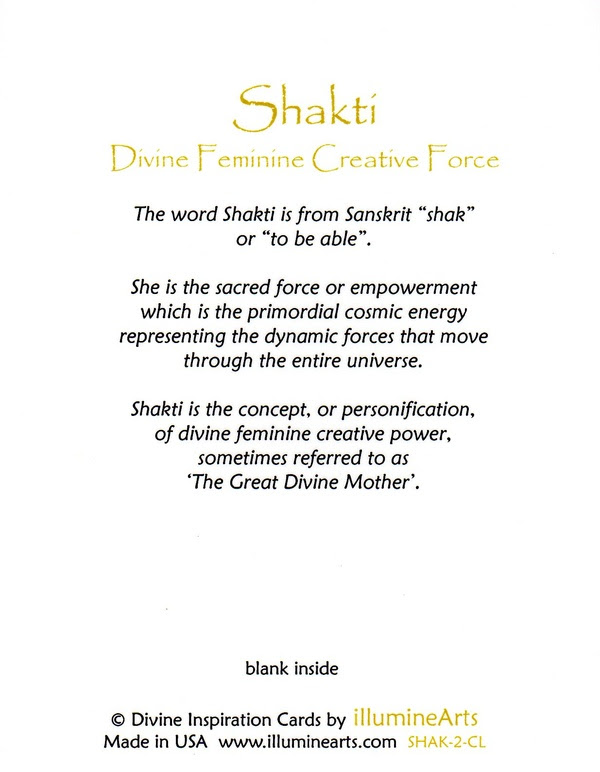 Shakti
Divine Feminine Creative Force
The word Shakti is from Sanskrit “shak”
or “to be able”.
She is the sacred force or empowerment
which is the primordial cosmic energy
representing the dynamic forces that move
through the entire universe.
Shakti is the concept, or personification,
of divine feminine creative power,
sometimes referred to as
‘The Great Divine Mother’.
blank inside
© Divine Inspiration Cards by illumineArts
Made in USA www.illuminearts.com SHAK-2-CL